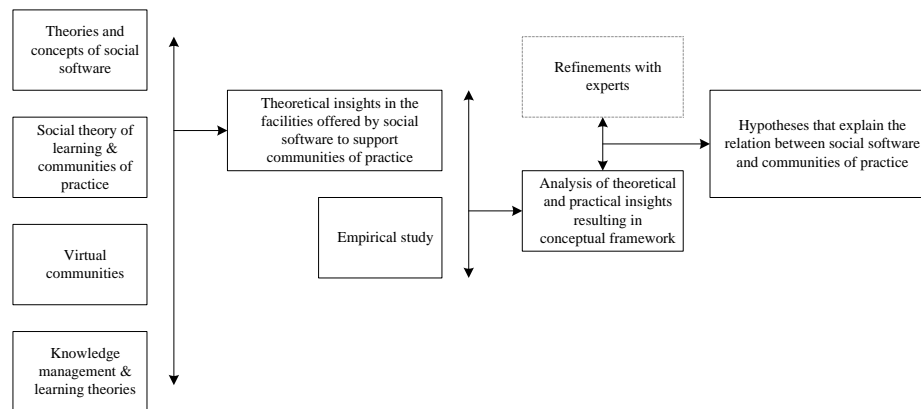 Theories and
concepts of social
software
Social theory of
learning &
communities of
practice
Virtual
communities
Knowledge
management &
learning theories
Theoretical insights in the
facilities offered by social
software to support
communities of practice
Empirical study
Refinements with
experts
Analysis of theoretical
and practical insights
resulting in
conceptual framework
Hypotheses that explain the
relation between social software
and communities of practice